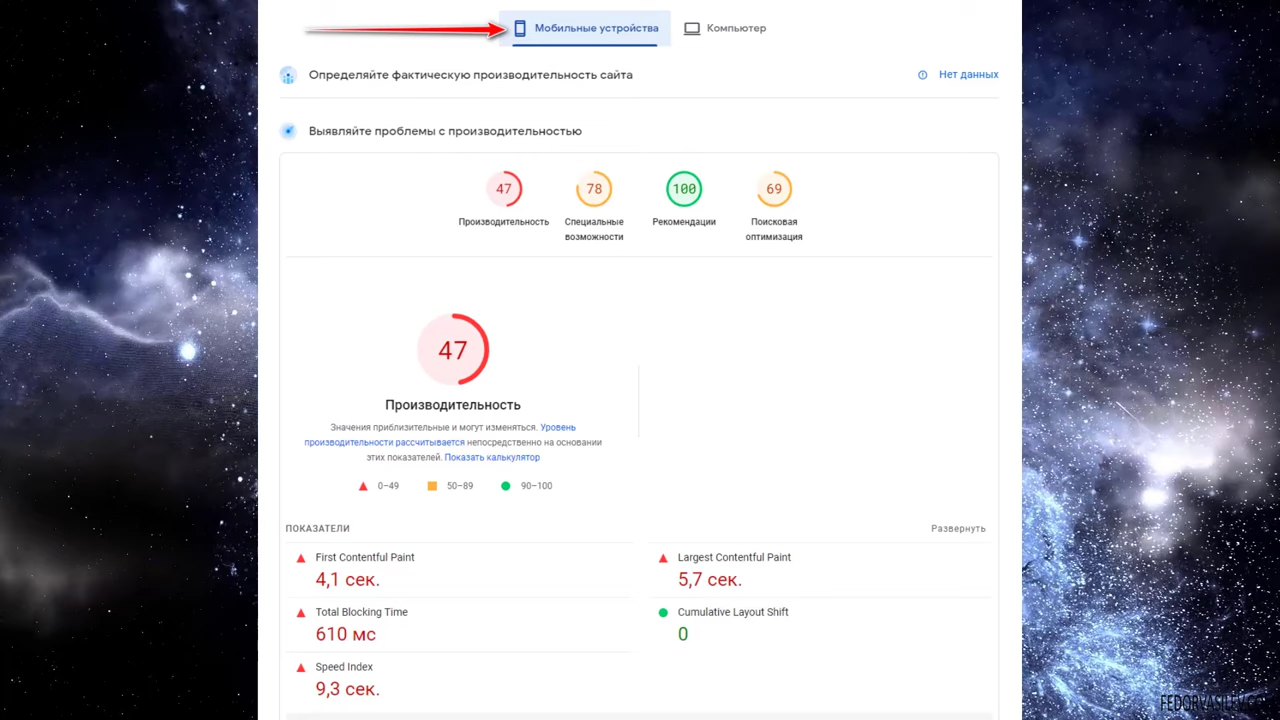 Мобильные устройства
Компьютер
Определяйте фактическую производительность сайта
Нет данных
Выявляйте проблемы с производительностью
47
78
100
69
Производительность
Специальные возможности
Рекомендации
Поисковая оптимизация
47
Производительность
Значения приблизительные и могут изменяться. Уровень
производительности рассчитывается непосредственно на основании
этих показателей. Показать калькулятор
0–49
50–89
90–100
ПОКАЗАТЕЛИ
Развернуть
First Contentful Paint
4,1 сек.
Largest Contentful Paint
5,7 сек.
Total Blocking Time
610 мс
Cumulative Layout Shift
0
Speed Index
9,3 сек.